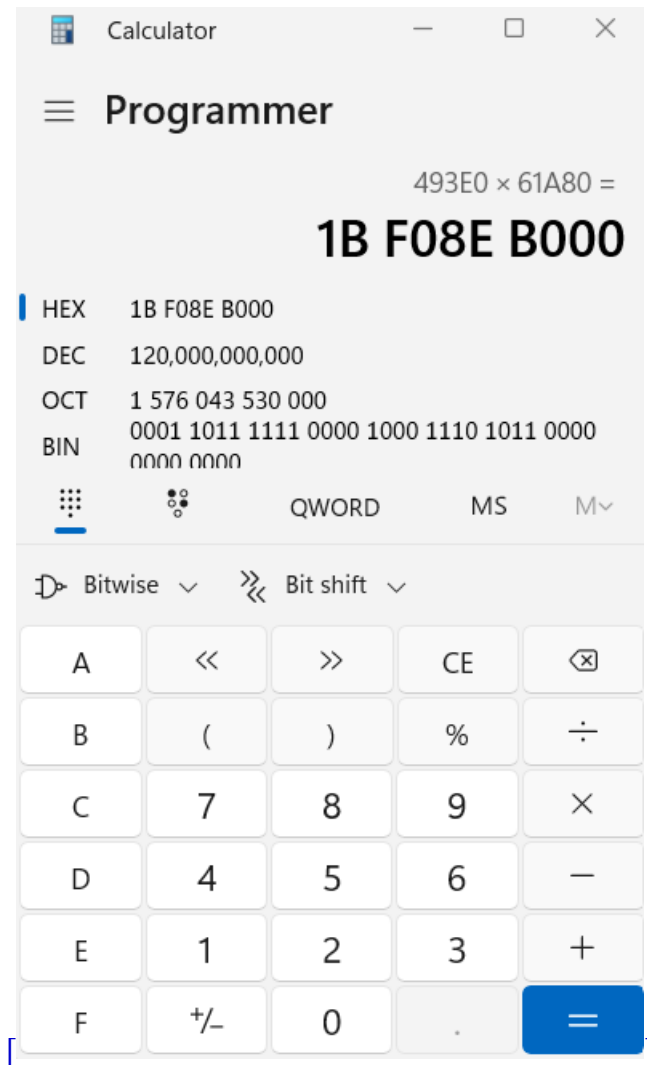 Calculator
Programmer
493E0 × 61A80 =
1B F08E B000
HEX 1B F08E B000
DEC 120,000,000,000
OCT 1 576 043 530 000
BIN 0001 1011 1111 0000 1000 1110 1011 0000
0000 0000
QWORD MS M
Bitwise Bit shift
A << >> CE
B ( ) % ÷
C 7 8 9 ×
D 4 5 6 −
E 1 2 3 +
F +/− 0 . =
[